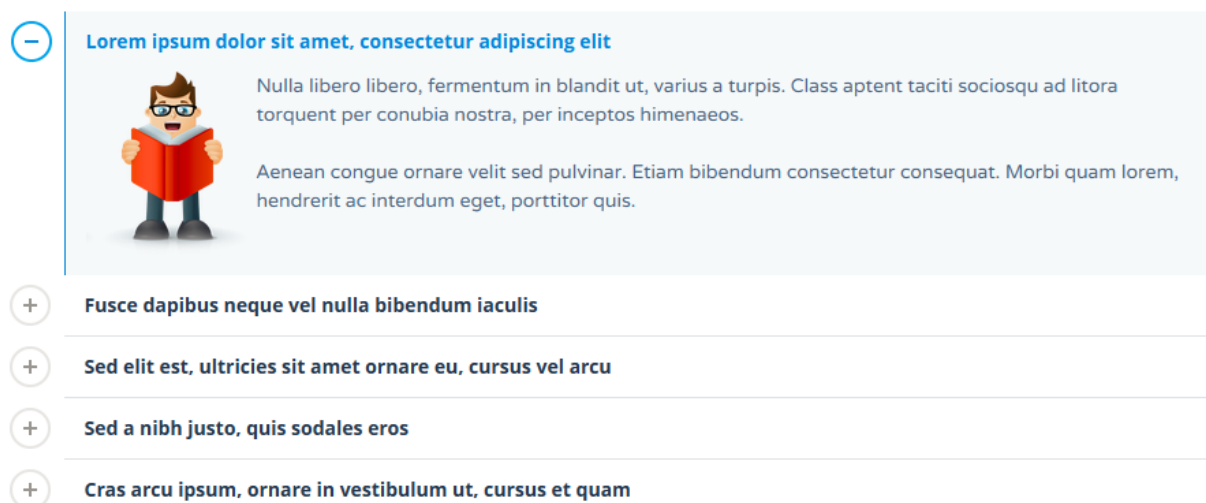 Lorem ipsum dolor sit amet, consectetur adipiscing elit
Nulla libero libero, fermentum in blandit ut, varius a turpis. Class aptent taciti sociosqu ad litora
torquent per conubia nostra, per inceptos himenaeos.
Aenean congue ornare velit sed pulvinar. Etiam bibendum consectetur consequat. Morbi quam lorem,
hendrerit ac interdum eget, porttitor quis.
Fusce dapibus neque vel nulla bibendum iaculis
Sed elit est, ultricies sit amet ornare eu, cursus vel arcu
Sed a nibh justo, quis sodales eros
Cras arcu ipsum, ornare in vestibulum ut, cursus et quam